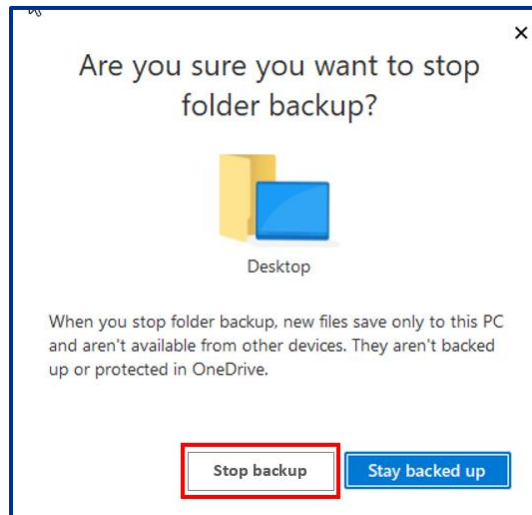 Are you sure you want to stop
folder backup?
Desktop
When you stop folder backup, new files save only to this PC
and aren't available from other devices. They aren't backed
up or protected in OneDrive.
Stop backup
Stay backed up